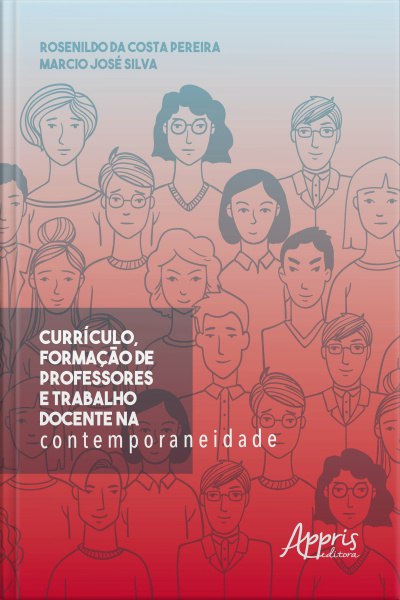 ROSENILDO DA COSTA PEREIRA
MARCIO JOSÉ SILVA
CURRÍCULO,
FORMAÇÃO DE
PROFESSORES
E TRABALHO
DOCENTE NA
contemporaneidade
Appris
editora